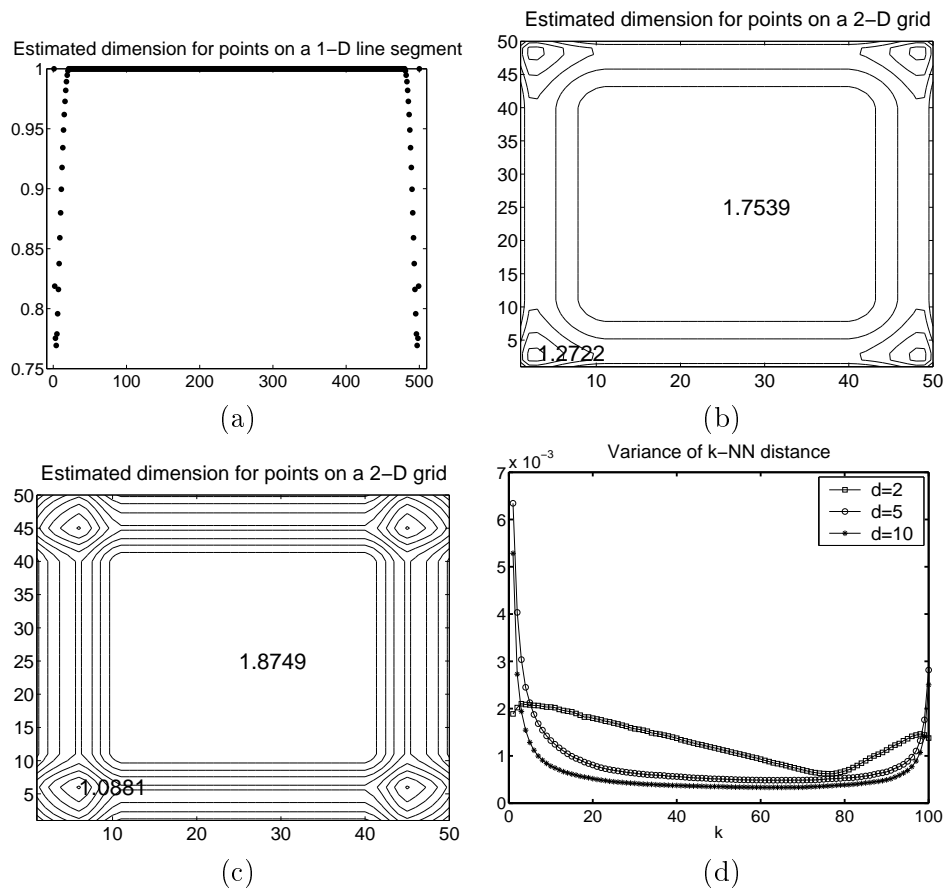 Estimated dimension for points on a 1-D line segment
1
0.95
0.9
0.85
0.8
0.75
0 100 200 300 400 500
(a)
Estimated dimension for points on a 2-D grid
50
45
40
35
30
25
20
15
10
5
1.7539
1.2722
10 20 30 40 50
(b)
Estimated dimension for points on a 2-D grid
50
45
40
35
30
25
20
15
10
5
1.8749
1.0881
10 20 30 40 50
(c)
Variance of k-NN distance
x 10⁻³
7
6
5
4
3
2
1
0
d=2
d=5
d=10
0 20 40 60 80 100
k
(d)